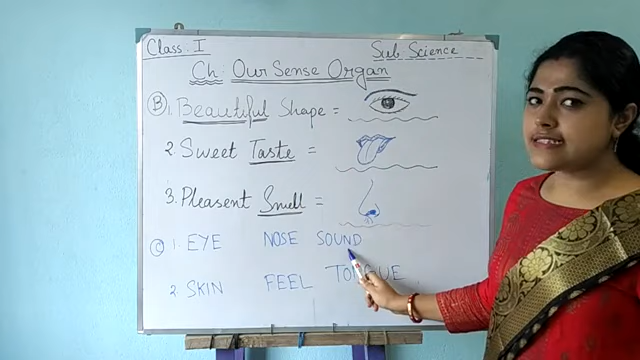 Class. I
Sub Science
Ch: Our Sense Organ
B 1. Beautiful Shape =
2. Sweet Taste =
3. Pleasent Smell =
C 1. EYE NOSE SOUND
2. SKIN FEEL TONGUE